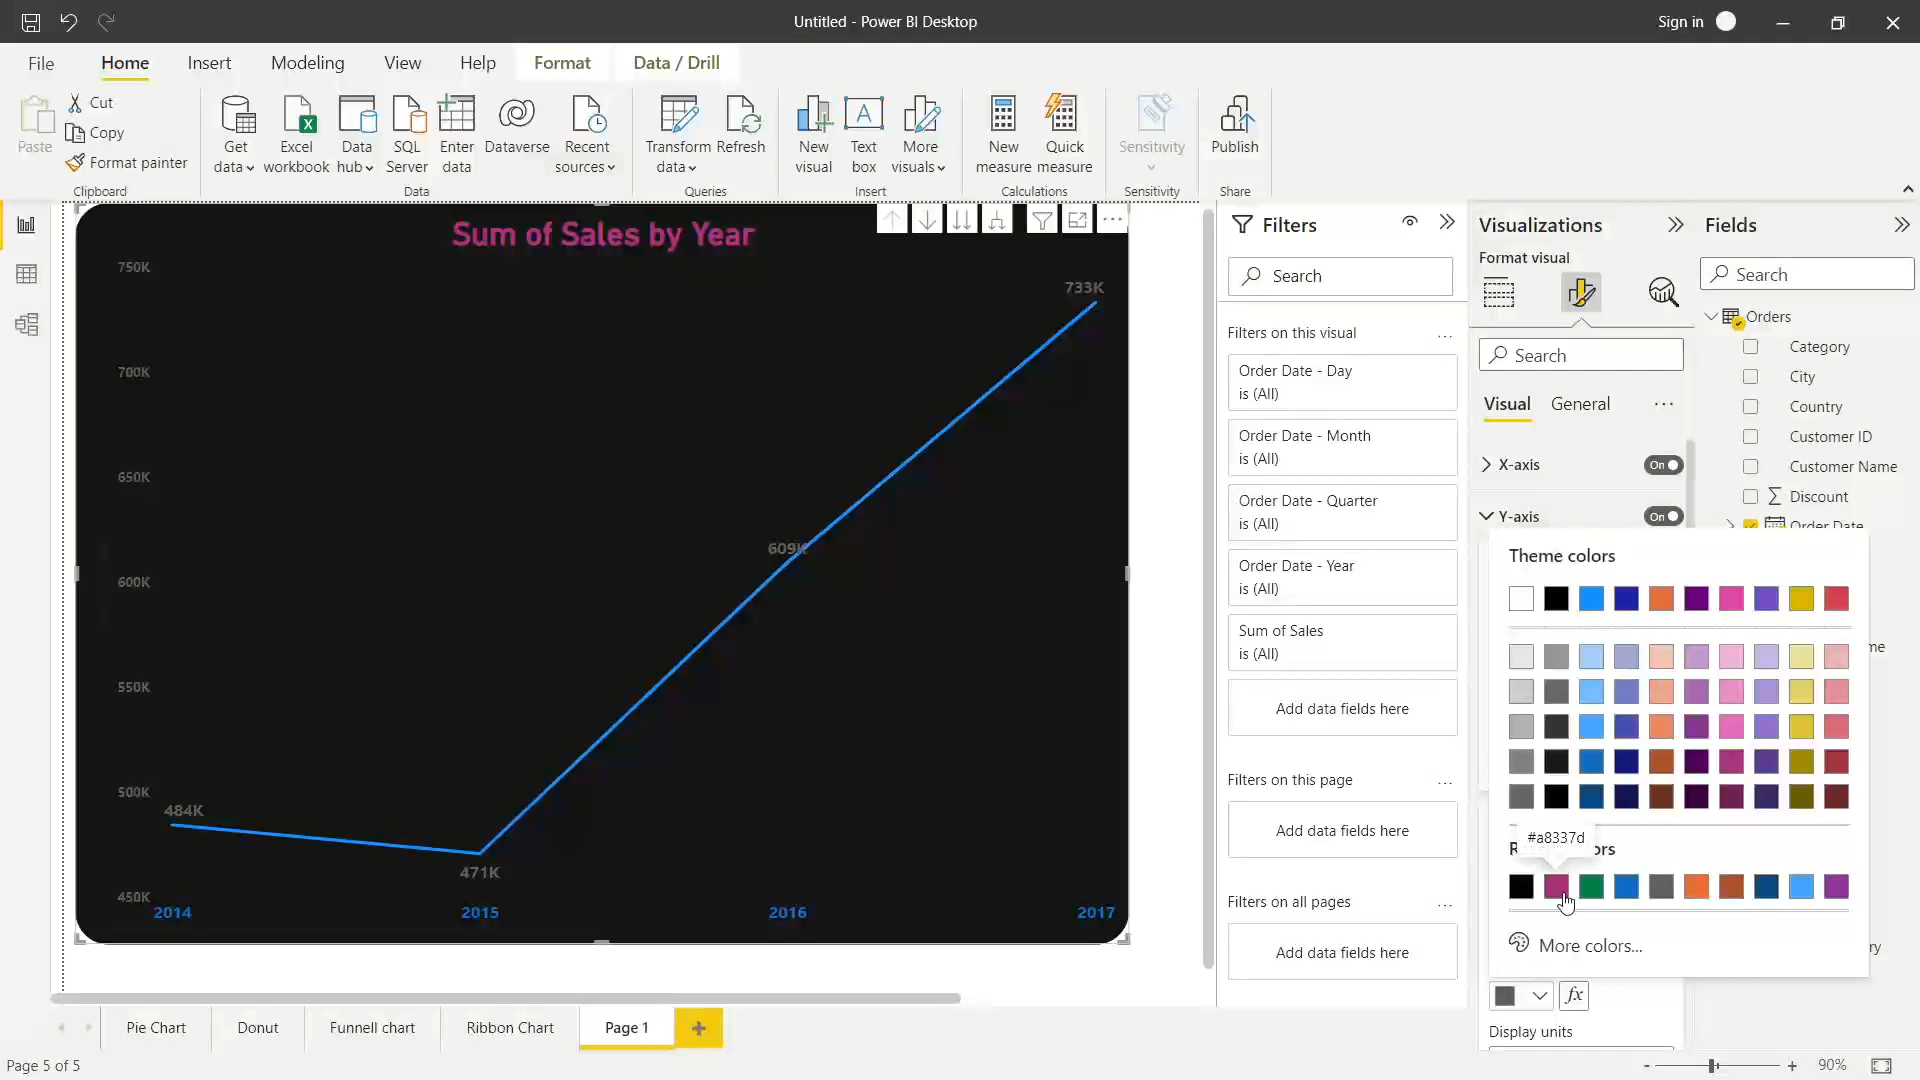 Untitled - Power BI Desktop
Sign in
File
Home
Insert
Modeling
View
Help
Format
Data / Drill
Paste
Cut
Copy
Format painter
Clipboard
Get
data
Excel
workbook
Data
hub
SQL
Server
Enter
data
Dataverse
Recent
sources
Data
Transform
data
Refresh
Queries
New
visual
Text
box
More
visuals
Insert
New
measure
Quick
measure
Calculations
Sensitivity
Sensitivity
Publish
Share
Sum of Sales by Year
750K
700K
650K
600K
550K
500K
450K
484K
471K
609K
733K
2014
2015
2016
2017
Filters
Search
Filters on this visual
Order Date - Day
is (All)
Order Date - Month
is (All)
Order Date - Quarter
is (All)
Order Date - Year
is (All)
Sum of Sales
is (All)
Add data fields here
Filters on this page
Add data fields here
Filters on all pages
Add data fields here
Visualizations
Format visual
Search
Visual
General
X-axis
On
Y-axis
On
Theme colors
#a8337d
More colors...
fx
Display units
Fields
Search
Orders
Category
City
Country
Customer ID
Customer Name
Discount
Order Date
Pie Chart
Donut
Funnell chart
Ribbon Chart
Page 1
Page 5 of 5
90%